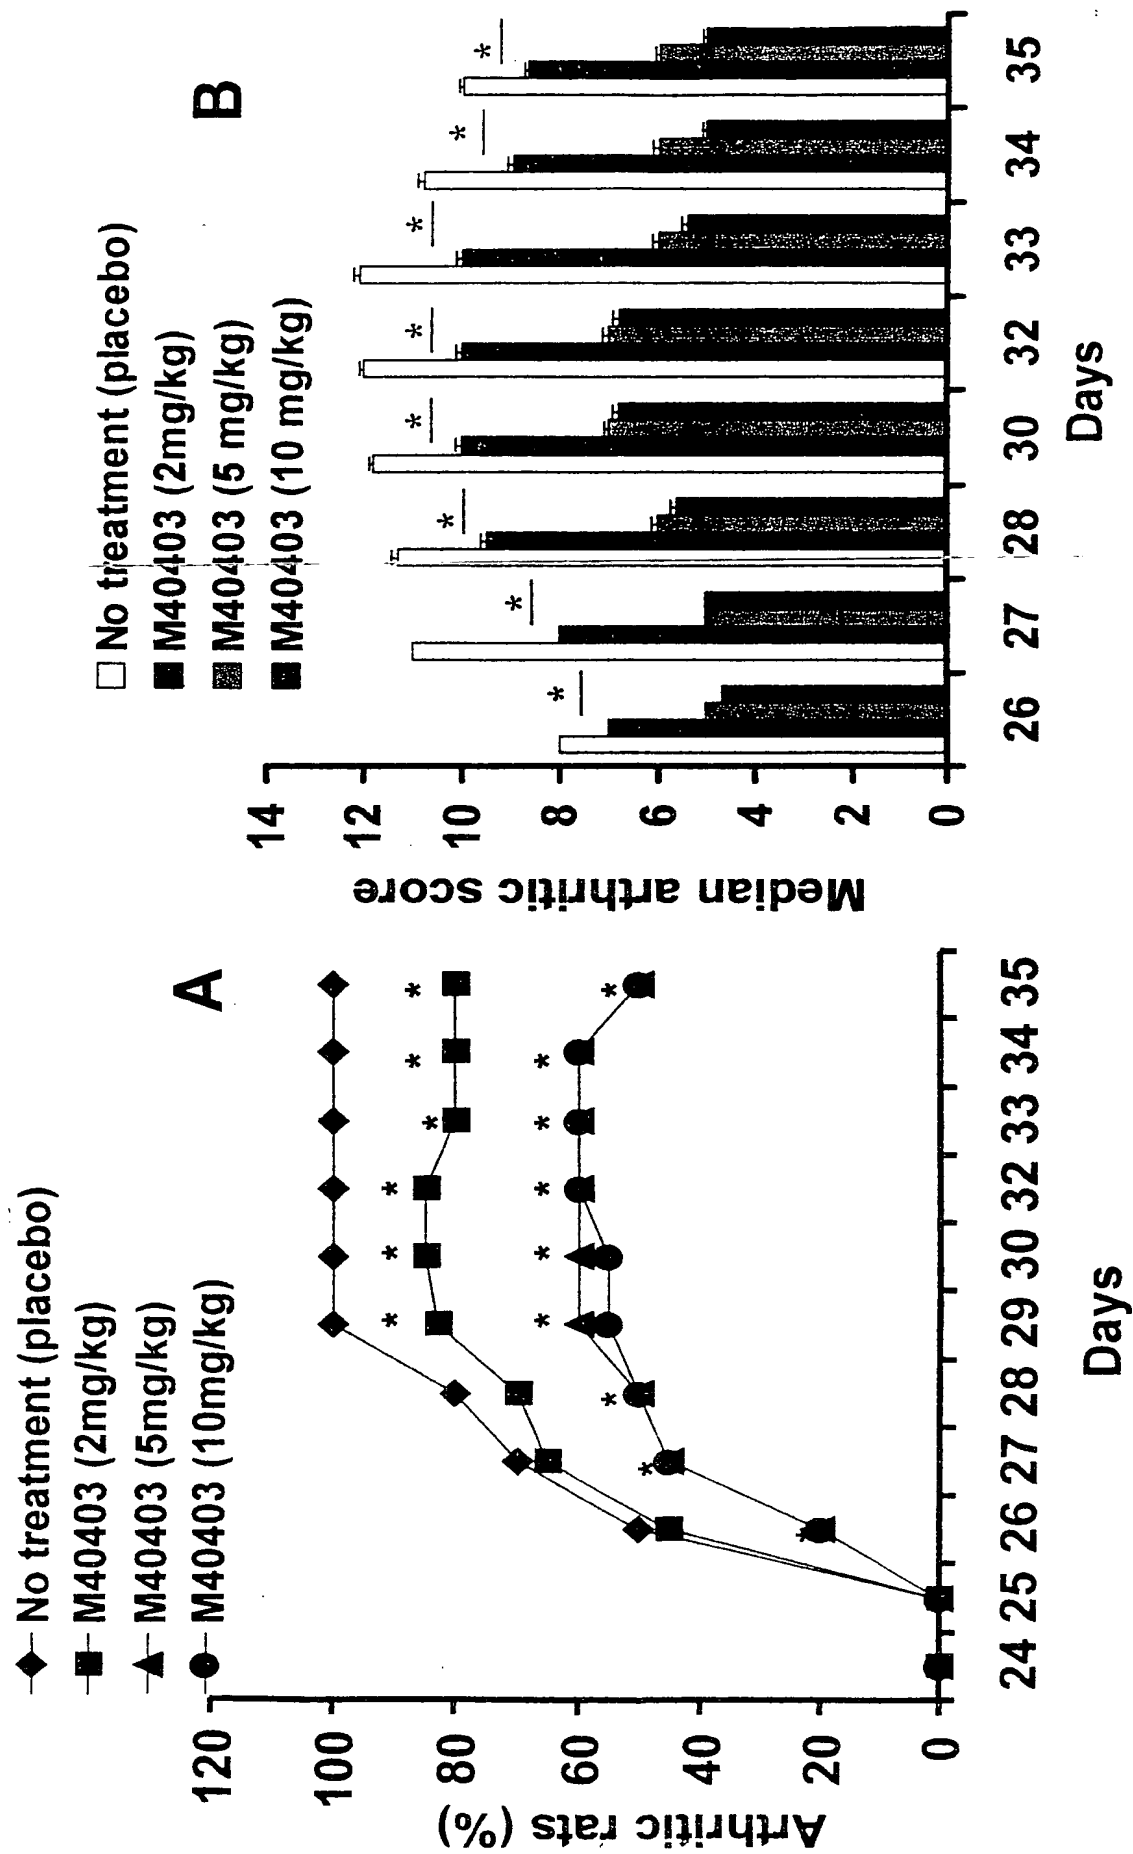 A
No treatment (placebo)
M40403 (2mg/kg)
M40403 (5mg/kg)
M40403 (10mg/kg)
Arthritic rats (%)
120
100
80
60
40
20
0
* * * * * *
* * * * * * * * *
24 25 26 27 28 29 30 32 33 34 35
Days
B
No treatment (placebo)
M40403 (2mg/kg)
M40403 (5 mg/kg)
M40403 (10 mg/kg)
Median arthritic score
14
12
10
8
6
4
2
0
* * * * * * * *
26 27 28 30 32 33 34 35
Days